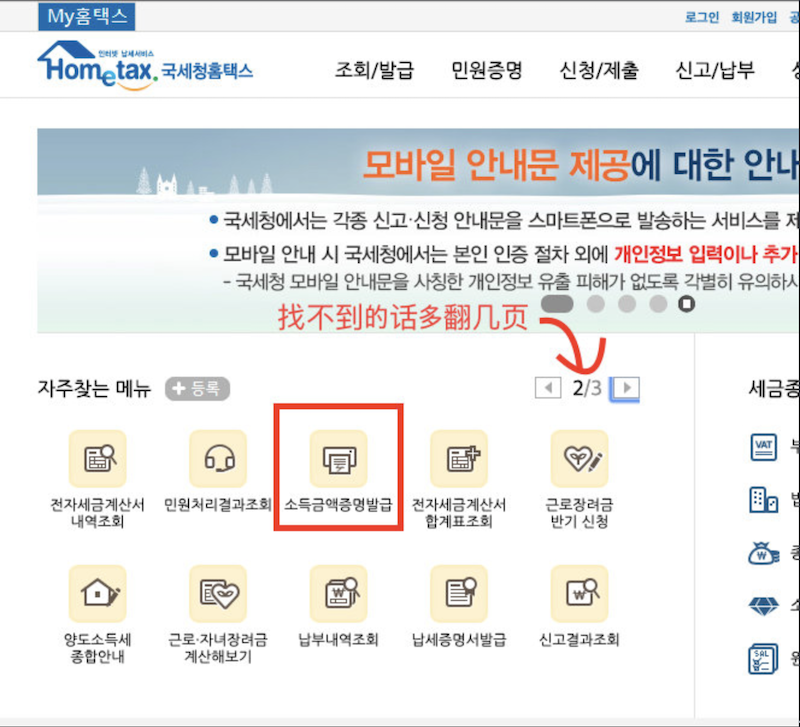 My홈택스
로그인 회원가입
인터넷 납세서비스
Hometax. 국세청홈택스
조회/발급 민원증명 신청/제출 신고/납부
모바일 안내문 제공에 대한 안내
• 국세청에서는 각종 신고·신청 안내문을 스마트폰으로 발송하는 서비스를 제
• 모바일 안내 시 국세청에서는 본인 인증 절차 외에 개인정보 입력이나 추가
- 국세청 모바일 안내문을 사칭한 개인정보 유출 피해가 없도록 각별히 유의하시
找不到的话多翻几页
자주찾는 메뉴 + 등록 2/3
세금종
전자세금계산서
내역조회
민원처리결과조회
소득금액증명발급
전자세금계산서
합계표조회
근로장려금
반기 신청
VAT
양도소득세
종합안내
근로·자녀장려금
계산해보기
납부내역조회
납세증명서발급
신고결과조회
SAL